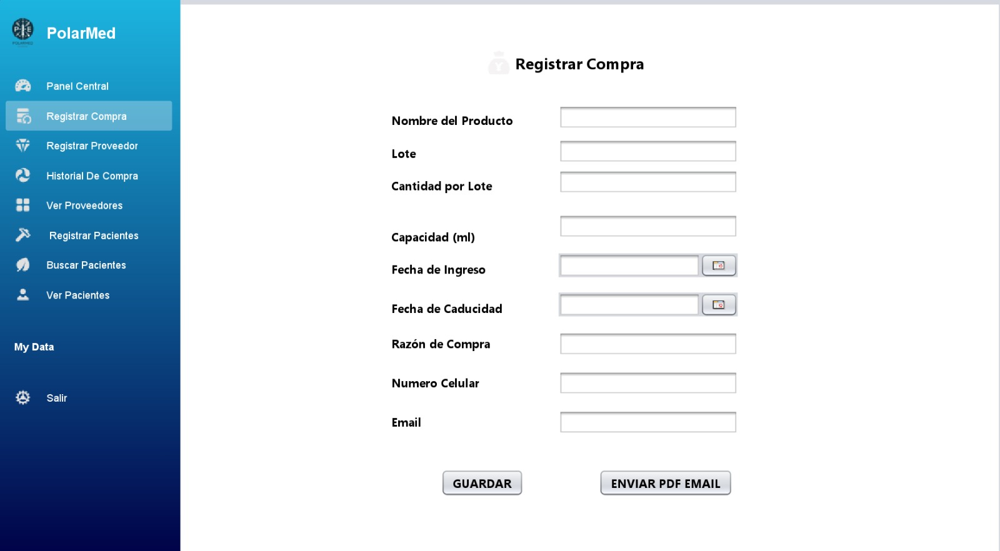 PolarMed
Panel Central
Registrar Compra
Registrar Proveedor
Historial De Compra
Ver Proveedores
Registrar Pacientes
Buscar Pacientes
Ver Pacientes
My Data
Salir
Registrar Compra
Nombre del Producto
Lote
Cantidad por Lote
Capacidad (ml)
Fecha de Ingreso
Fecha de Caducidad
Razón de Compra
Numero Celular
Email
GUARDAR
ENVIAR PDF EMAIL